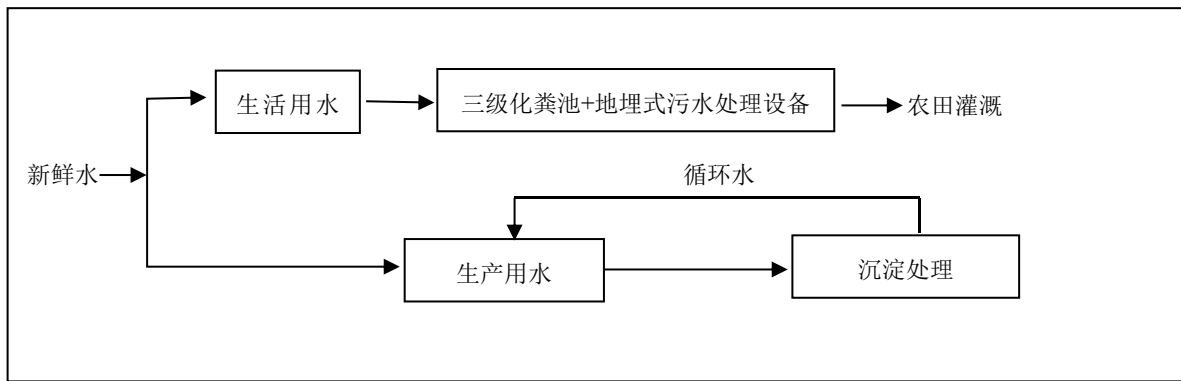 生活用水
三级化粪池+地埋式污水处理设备
农田灌溉
新鲜水
循环水
生产用水
沉淀处理